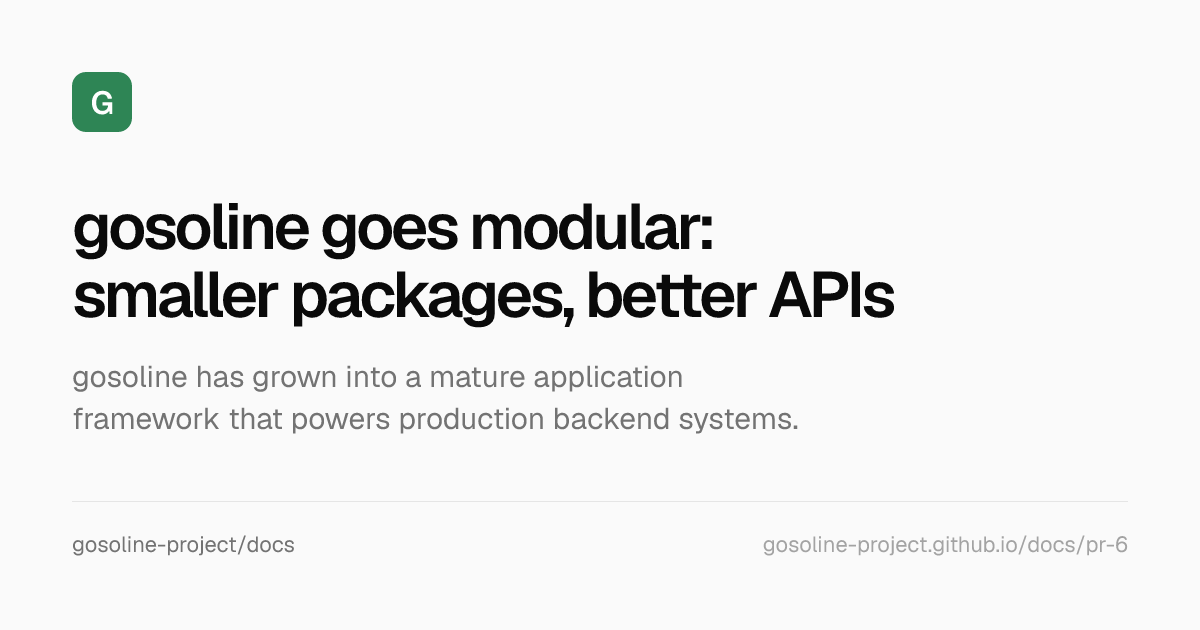 G
gosoline goes modular:
smaller packages, better APIs
gosoline has grown into a mature application
framework that powers production backend systems.
gosoline-project/docs
gosoline-project.github.io/docs/pr-6